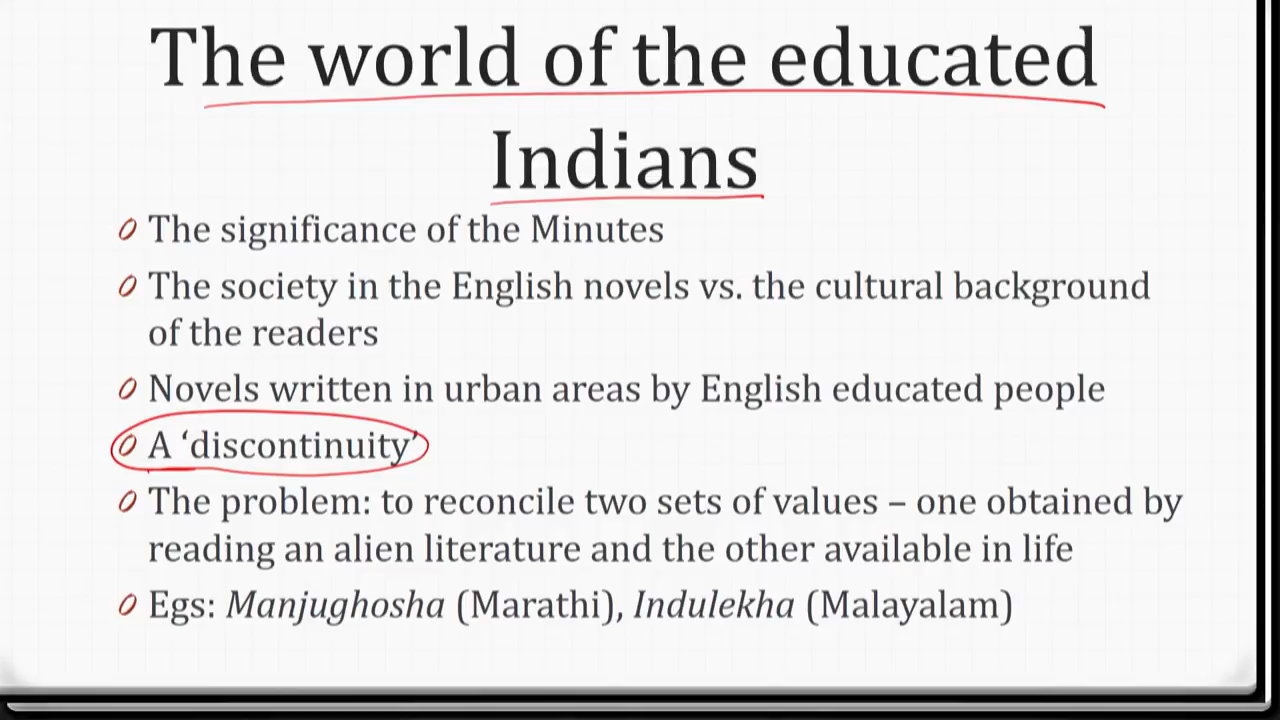 The world of the educated
Indians
The significance of the Minutes
The society in the English novels vs. the cultural background
of the readers
Novels written in urban areas by English educated people
A ‘discontinuity’
The problem: to reconcile two sets of values – one obtained by
reading an alien literature and the other available in life
Egs: Manjughosha (Marathi), Indulekha (Malayalam)